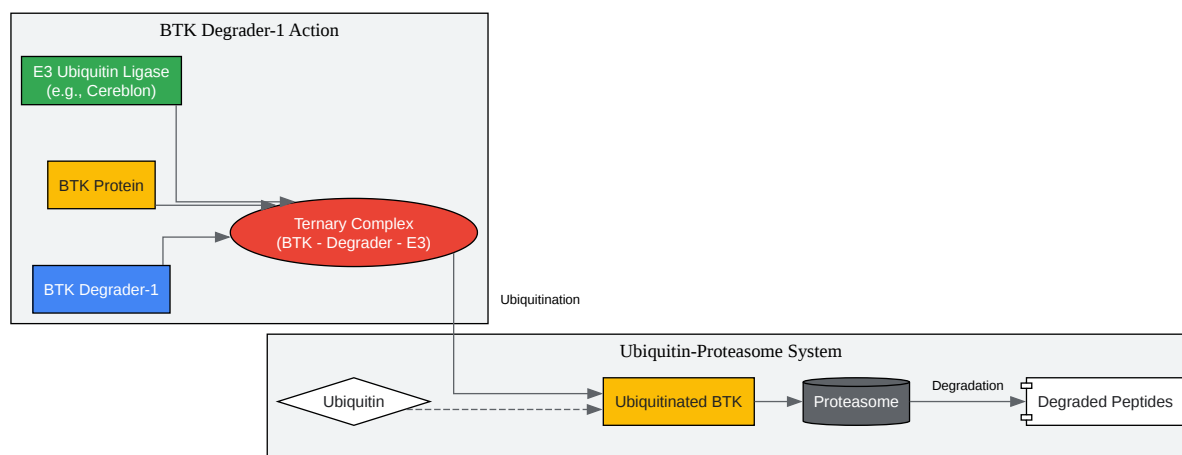 BTK Degrader-1 Action
E3 Ubiquitin Ligase
(e.g., Cereblon)
BTK Protein
Ternary Complex
(BTK - Degrader - E3)
BTK Degrader-1
Ubiquitination
Ubiquitin-Proteasome System
Ubiquitin
Ubiquitinated BTK
Proteasome
Degradation
Degraded Peptides